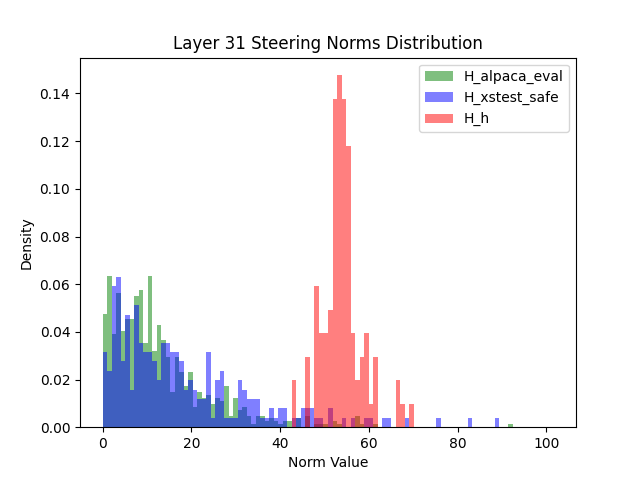 Layer 31 Steering Norms Distribution
H_alpaca_eval
H_xstest_safe
H_h
Density
0.14
0.12
0.10
0.08
0.06
0.04
0.02
0.00
0 20 40 60 80 100
Norm Value